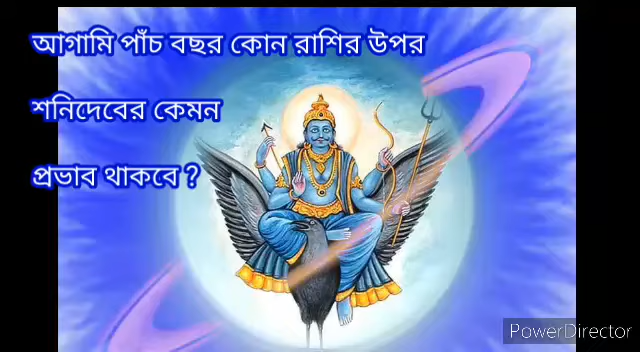 আগামি পাঁচ বছর কোন রাশির উপর
শনিদেবের কেমন
প্রভাব থাকবে ?
PowerDirector